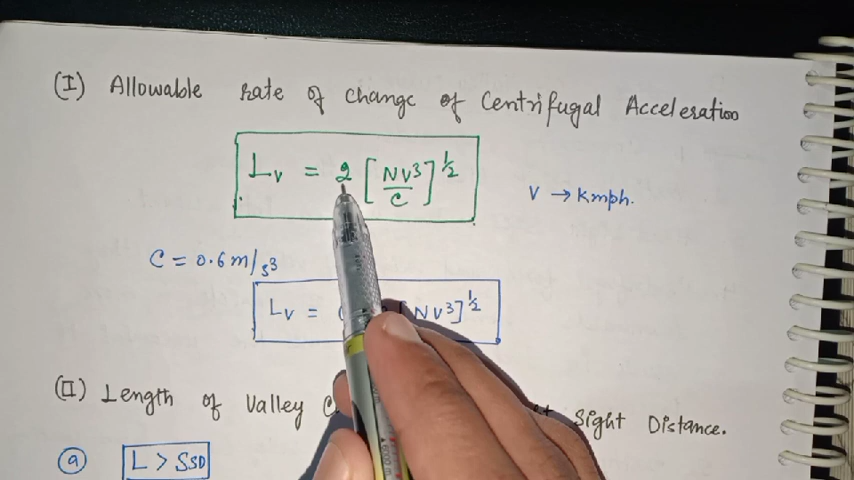 (I) Allowable rate of Change of Centrifugal Acceleration
Lv = 2 [NV³/C]^½
V → Kmph.
C = 0.6 m/s³
Lv = [NV³]^½
(II) Length of Valley Sight Distance.
(a) L > SSD